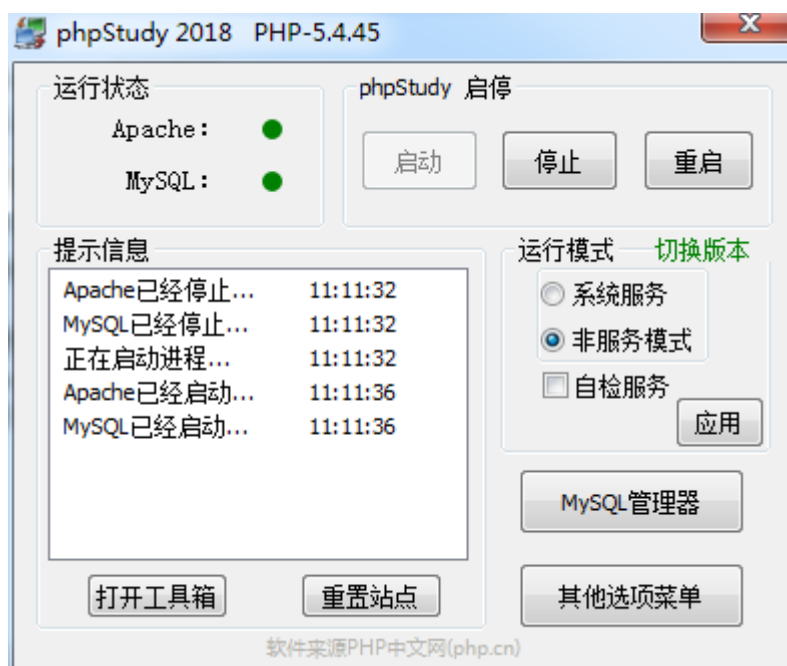 phpStudy 2018 PHP-5.4.45
运行状态
Apache:
MySQL:
phpStudy 启停
启动 停止 重启
提示信息
Apache已经停止... 11:11:32
MySQL已经停止... 11:11:32
正在启动进程... 11:11:32
Apache已经启动... 11:11:36
MySQL已经启动... 11:11:36
打开工具箱 重置站点
运行模式 切换版本
系统服务
非服务模式
自检服务
应用
MySQL管理器
其他选项菜单
软件来源PHP中文网(php.cn)